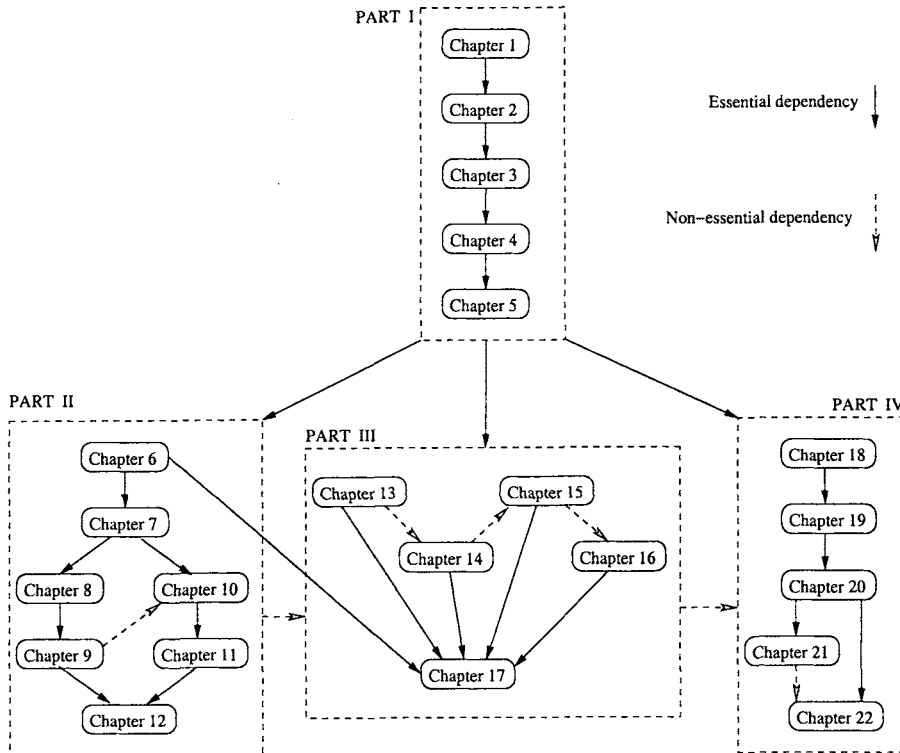 PART I
Chapter 1
Chapter 2
Chapter 3
Chapter 4
Chapter 5
Essential dependency
Non-essential dependency
PART II
Chapter 6
Chapter 7
Chapter 8
Chapter 10
Chapter 9
Chapter 11
Chapter 12
PART III
Chapter 13
Chapter 15
Chapter 14
Chapter 16
Chapter 17
PART IV
Chapter 18
Chapter 19
Chapter 20
Chapter 21
Chapter 22